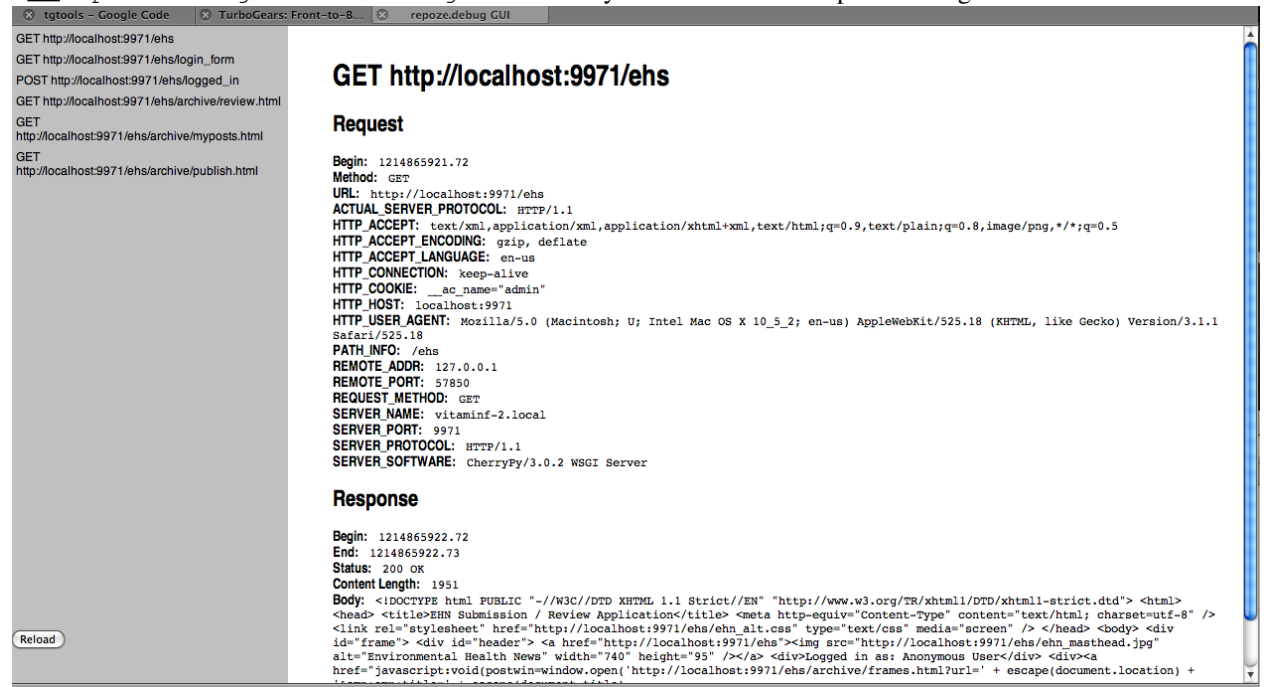 tgtools – Google Code
TurboGears: Front-to-B...
repoze.debug GUI
GET http://localhost:9971/ehs
GET http://localhost:9971/ehs/login_form
POST http://localhost:9971/ehs/logged_in
GET http://localhost:9971/ehs/archive/review.html
GET
http://localhost:9971/ehs/archive/myposts.html
GET
http://localhost:9971/ehs/archive/publish.html
Reload
GET http://localhost:9971/ehs
Request
Begin: 1214865921.72
Method: GET
URL: http://localhost:9971/ehs
ACTUAL_SERVER_PROTOCOL: HTTP/1.1
HTTP_ACCEPT: text/xml,application/xml,application/xhtml+xml,text/html;q=0.9,text/plain;q=0.8,image/png,*/*;q=0.5
HTTP_ACCEPT_ENCODING: gzip, deflate
HTTP_ACCEPT_LANGUAGE: en-us
HTTP_CONNECTION: keep-alive
HTTP_COOKIE: __ac_name="admin"
HTTP_HOST: localhost:9971
HTTP_USER_AGENT: Mozilla/5.0 (Macintosh; U; Intel Mac OS X 10_5_2; en-us) AppleWebKit/525.18 (KHTML, like Gecko) Version/3.1.1
Safari/525.18
PATH_INFO: /ehs
REMOTE_ADDR: 127.0.0.1
REMOTE_PORT: 57850
REQUEST_METHOD: GET
SERVER_NAME: vitaminf-2.local
SERVER_PORT: 9971
SERVER_PROTOCOL: HTTP/1.1
SERVER_SOFTWARE: CherryPy/3.0.2 WSGI Server
Response
Begin: 1214865922.72
End: 1214865922.73
Status: 200 OK
Content Length: 1951
Body: <!DOCTYPE html PUBLIC "-//W3C//DTD XHTML 1.1 Strict//EN" "http://www.w3.org/TR/xhtml1/DTD/xhtml1-strict.dtd"> <html>
<head> <title>EHN Submission / Review Application</title> <meta http-equiv="Content-Type" content="text/html; charset=utf-8" />
<link rel="stylesheet" href="http://localhost:9971/ehs/ehn_alt.css" type="text/css" media="screen" /> </head> <body> <div
id="frame"> <div id="header"> <a href="http://localhost:9971/ehs"><img src="http://localhost:9971/ehs/ehn_masthead.jpg"
alt="Environmental Health News" width="740" height="95" /></a> <div>Logged in as: Anonymous User</div> <div><a
href="javascript:void(postwin=window.open('http://localhost:9971/ehs/archive/frames.html?url=' + escape(document.location) +